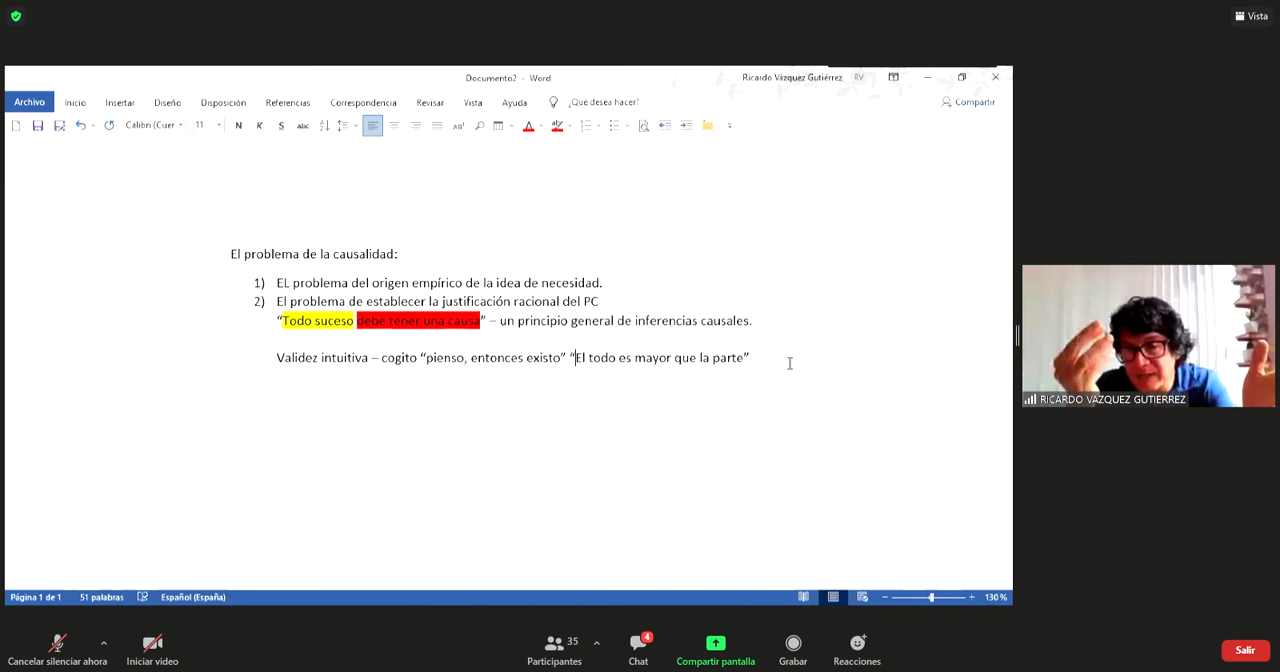 Vista
Documento2 - Word
Ricardo Vázquez Gutiérrez RV
Archivo Inicio Insertar Diseño Disposición Referencias Correspondencia Revisar Vista Ayuda ¿Qué desea hacer? Compartir
Calibri (Cuer 11 N K S abc
El problema de la causalidad:
1) EL problema del origen empírico de la idea de necesidad.
2) El problema de establecer la justificación racional del PC
“Todo suceso debe tener una causa” – un principio general de inferencias causales.
Validez intuitiva – cogito “pienso, entonces existo” “El todo es mayor que la parte”
RICARDO VAZQUEZ GUTIERREZ
Página 1 de 1 51 palabras Español (España) 130 %
35
4
Cancelar silenciar ahora Iniciar video Participantes Chat Compartir pantalla Grabar Reacciones Salir